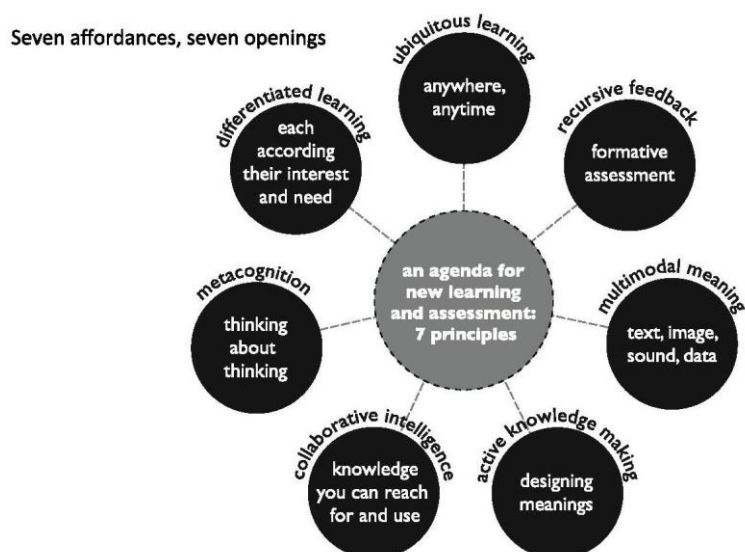 Seven affordances, seven openings
ubiquitous learning
anywhere,
anytime
recursive feedback
formative
assessment
multimodal meaning
text, image,
sound, data
active knowledge making
designing
meanings
collaborative intelligence
knowledge
you can reach
for and use
metacognition
thinking
about
thinking
differentiated learning
each
according
their interest
and need
an agenda for
new learning
and assessment:
7 principles